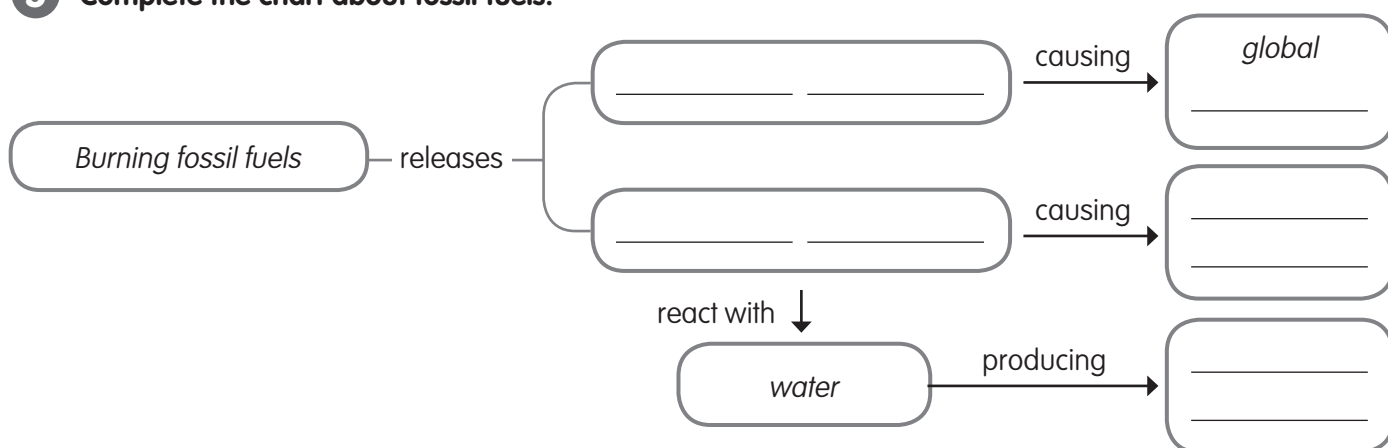 Complete the chart about fossil fuels.
causing
global
Burning fossil fuels
releases
causing
react with
water
producing